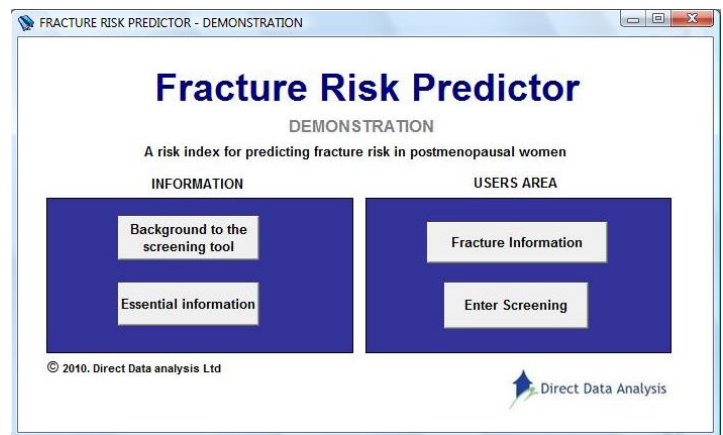 FRACTURE RISK PREDICTOR - DEMONSTRATION
Fracture Risk Predictor
DEMONSTRATION
A risk index for predicting fracture risk in postmenopausal women
INFORMATION
Background to the
screening tool
Essential information
USERS AREA
Fracture Information
Enter Screening
© 2010. Direct Data analysis Ltd
Direct Data Analysis